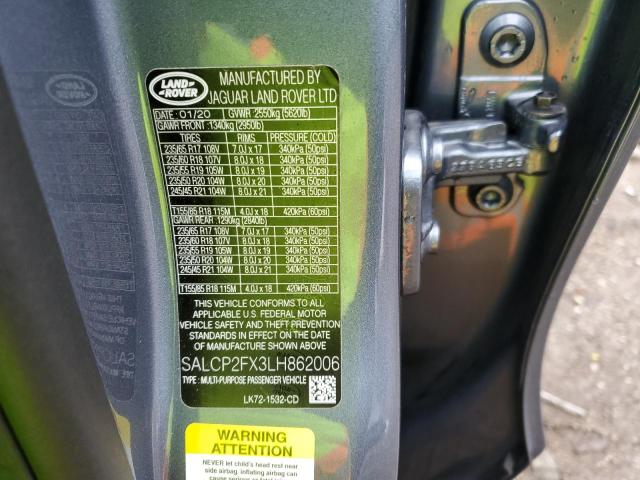 LAND ROVER
MANUFACTURED BY
JAGUAR LAND ROVER LTD
DATE: 01/20 GVWR 2550kg (5620lb)
GAWR FRONT: 1340kg (2950lb)
TIRES RIMS PRESSURE (COLD)
235/65 R17 108V 7.0J x 17 340kPa (50psi)
235/60 R18 107V 8.0J x 18 340kPa (50psi)
235/55 R19 105W 8.0J x 19 340kPa (50psi)
235/50 R20 104W 8.0J x 20 340kPa (50psi)
245/45 R21 104W 8.0J x 21 340kPa (50psi)
T155/85 R18 115M 4.0J x 18 420kPa (60psi)
GAWR REAR 1290kg (2840lb)
235/65 R17 108V 7.0J x 17 340kPa (50psi)
235/60 R18 107V 8.0J x 18 340kPa (50psi)
235/55 R19 105W 8.0J x 19 340kPa (50psi)
235/50 R20 104W 8.0J x 20 340kPa (50psi)
245/45 R21 104W 8.0J x 21 340kPa (50psi)
T155/85 R18 115M 4.0J x 18 420kPa (60psi)
THIS VEHICLE CONFORMS TO ALL
APPLICABLE U.S. FEDERAL MOTOR
VEHICLE SAFETY AND THEFT PREVENTION
STANDARDS IN EFFECT ON THE DATE OF
MANUFACTURE SHOWN ABOVE
SALCP2FX3LH862006
TYPE : MULTI-PURPOSE PASSENGER VEHICLE
LK72-1532-CD
WARNING
ATTENTION
NEVER let child's head rest near
side airbag, inflating airbag can
cause serious or fatal